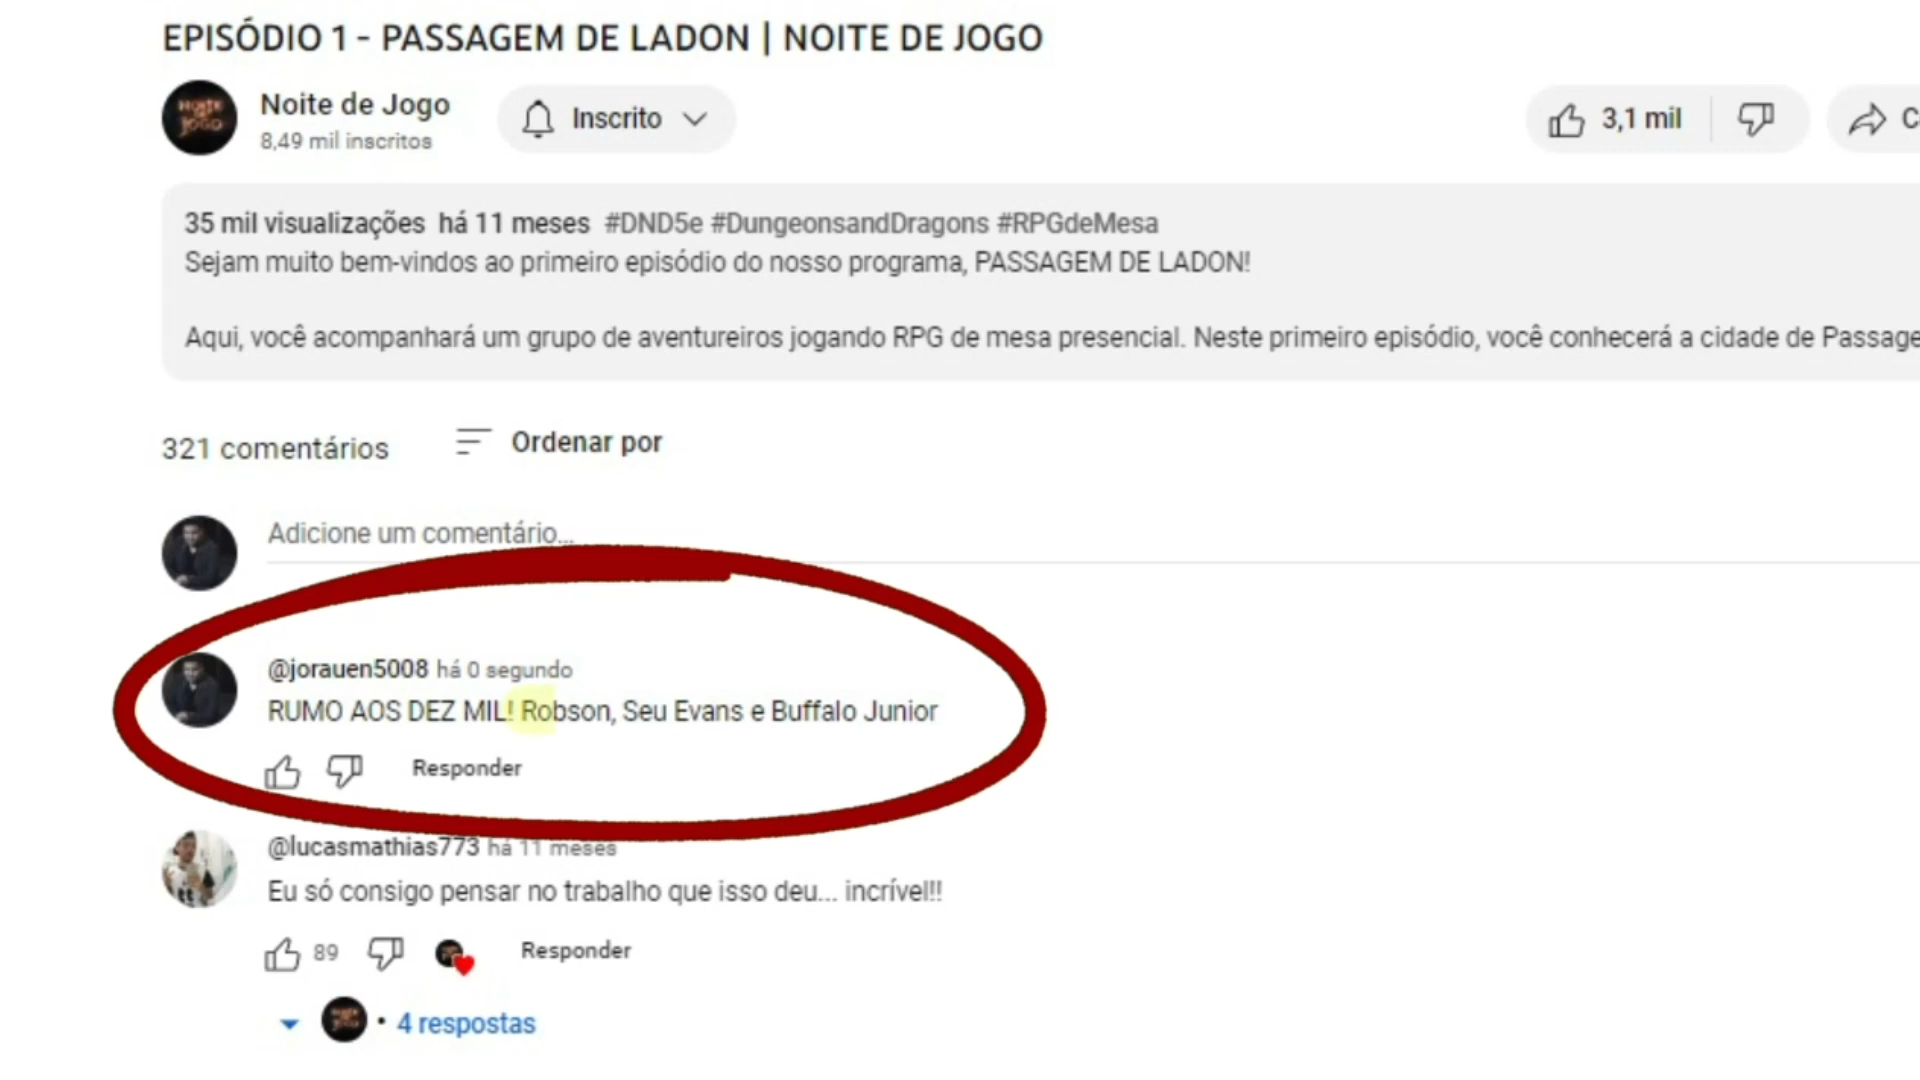 EPISÓDIO 1 - PASSAGEM DE LADON | NOITE DE JOGO
NOITE DE JOGO
Noite de Jogo
8,49 mil inscritos
Inscrito
3,1 mil
C
35 mil visualizações há 11 meses #DND5e #DungeonsandDragons #RPGdeMesa
Sejam muito bem-vindos ao primeiro episódio do nosso programa, PASSAGEM DE LADON!
Aqui, você acompanhará um grupo de aventureiros jogando RPG de mesa presencial. Neste primeiro episódio, você conhecerá a cidade de Passage
321 comentários
Ordenar por
Adicione um comentário...
@jorauen5008 há 0 segundo
RUMO AOS DEZ MIL! Robson, Seu Evans e Buffalo Junior
Responder
@lucasmathias773 há 11 meses
Eu só consigo pensar no trabalho que isso deu... incrível!!
89
Responder
4 respostas